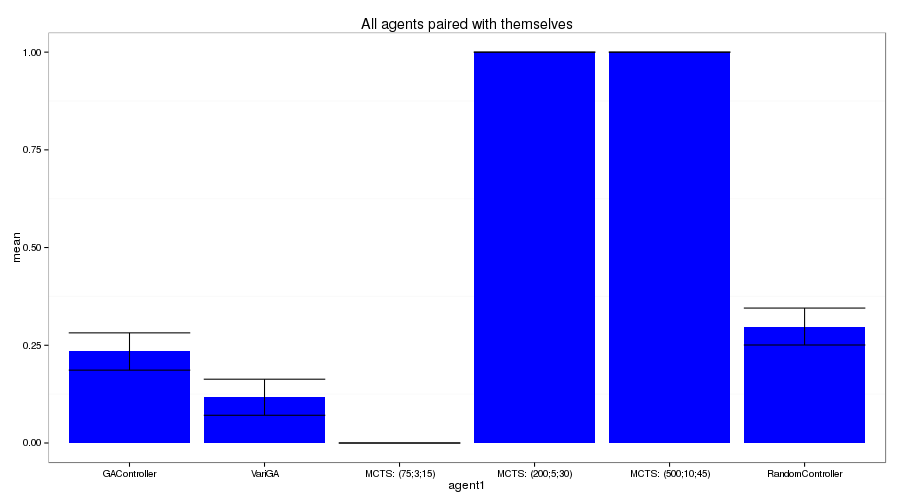 All agents paired with themselves
mean
1.00
0.75
0.50
0.25
0.00
GAController VariGA MCTS: (75;3;15) MCTS: (200;5;30) MCTS: (500;10;45) RandomController
agent1